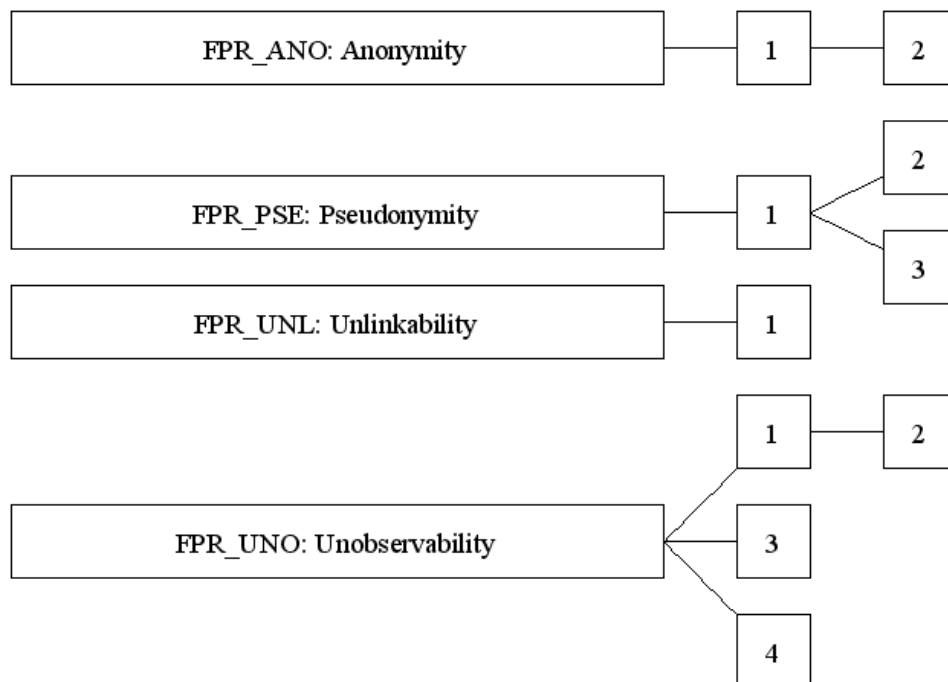 FPR_ANO: Anonymity 1 2
2
FPR_PSE: Pseudonymity 1
3
FPR_UNL: Unlinkability 1
1 2
FPR_UNO: Unobservability 3
4